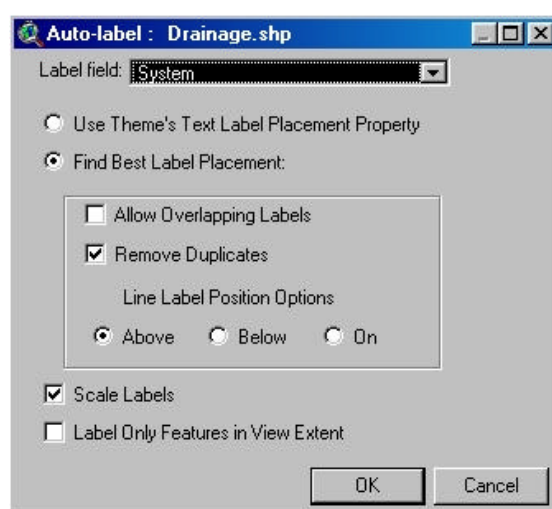 Auto-label : Drainage.shp
Label field: System
Use Theme's Text Label Placement Property
Find Best Label Placement:
Allow Overlapping Labels
Remove Duplicates
Line Label Position Options
Above Below On
Scale Labels
Label Only Features in View Extent
OK Cancel